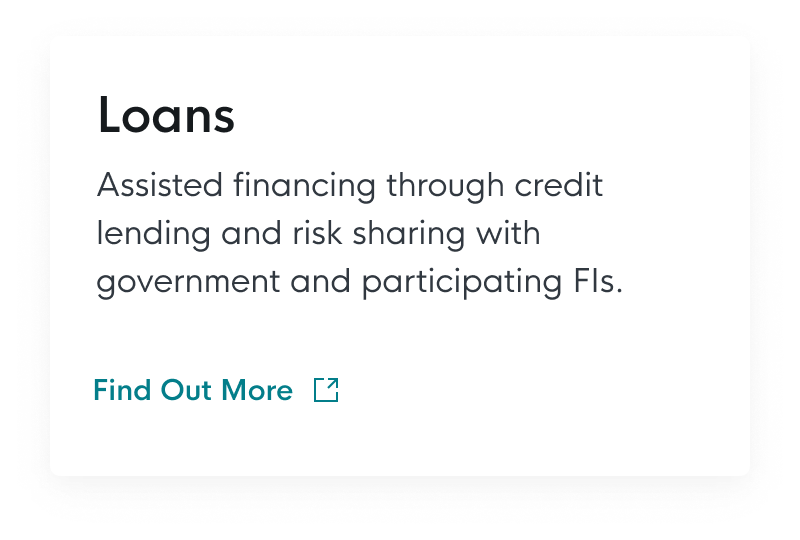 Loans
Assisted financing through credit
lending and risk sharing with
government and participating FIs.
Find Out More